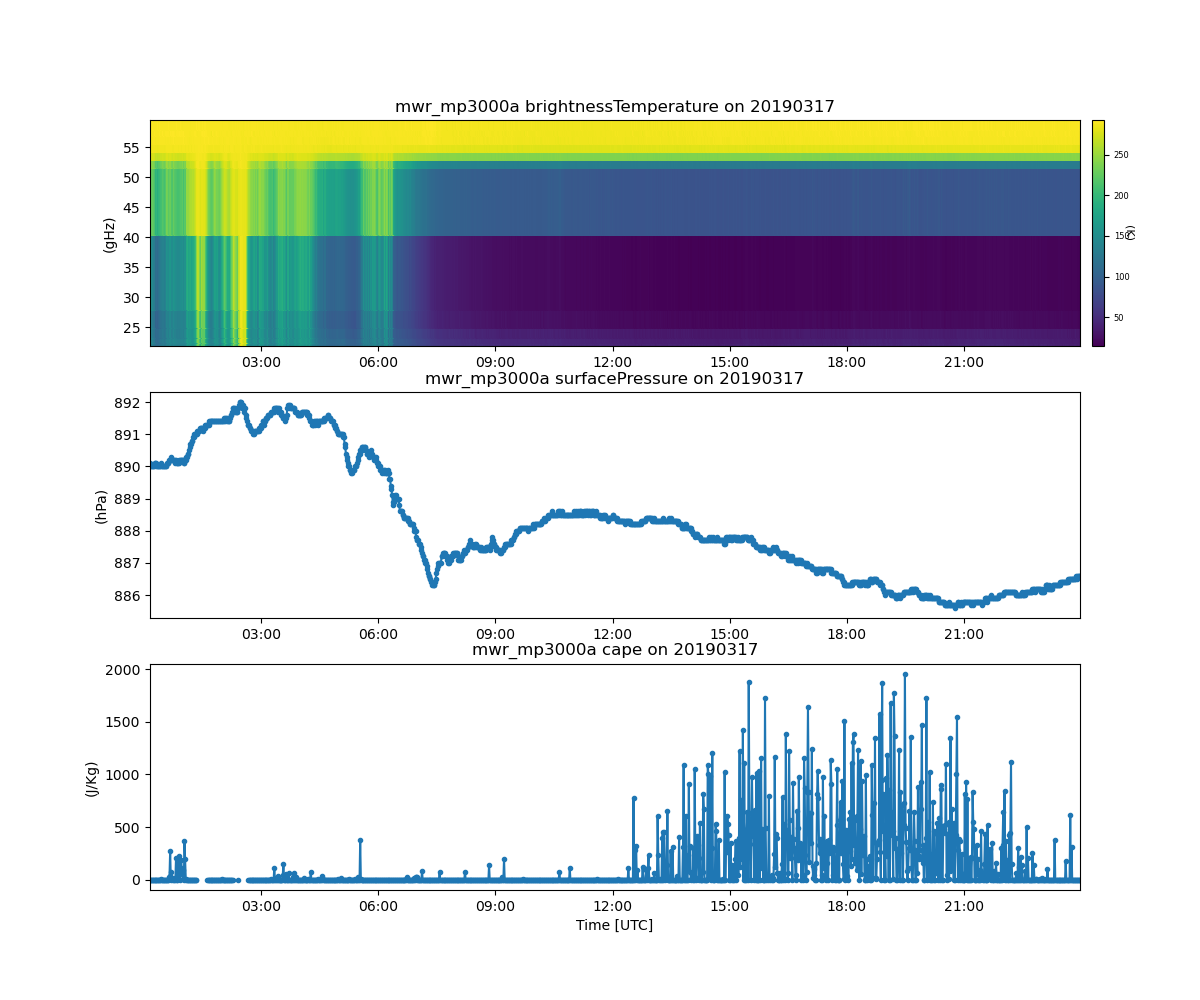 mwr_mp3000a brightnessTemperature on 20190317
55
50
45
40
35
30
25
(gHz)
250
200
150
100
50
(K)
03:00 06:00 09:00 12:00 15:00 18:00 21:00
mwr_mp3000a surfacePressure on 20190317
892
891
890
889
888
887
886
(hPa)
03:00 06:00 09:00 12:00 15:00 18:00 21:00
mwr_mp3000a cape on 20190317
2000
1500
1000
500
0
(J/Kg)
03:00 06:00 09:00 12:00 15:00 18:00 21:00
Time [UTC]